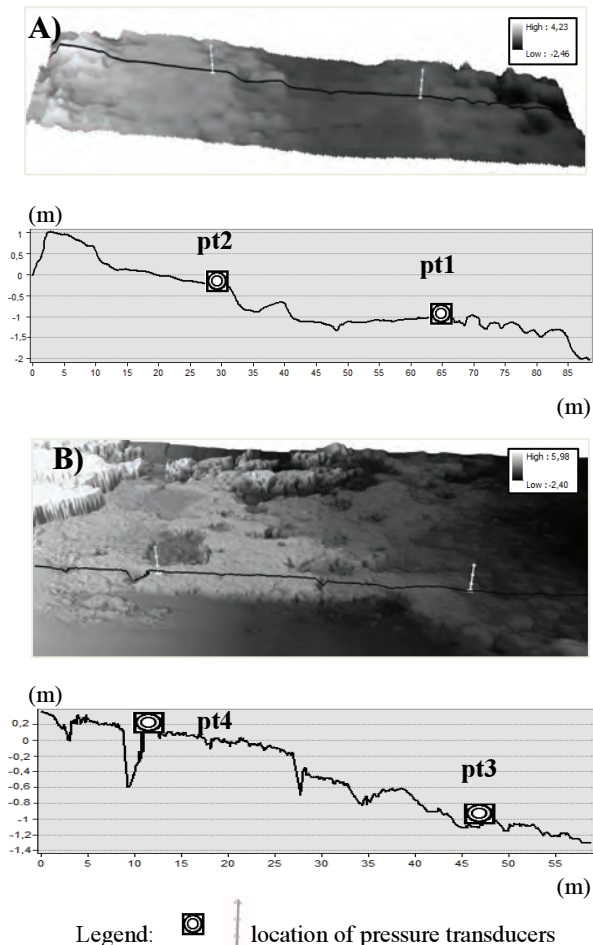 A)
High : 4,23
Low : -2,46
(m)
pt2
pt1
1
0,5
0
-0,5
-1
-1,5
-2
0 5 10 15 20 25 30 35 40 45 50 55 60 65 70 75 80 85
(m)
B)
High : 5,98
Low : -2,40
(m)
pt4
pt3
0,2
0
-0,2
-0,4
-0,6
-0,8
-1
-1,2
-1,4
0 5 10 15 20 25 30 35 40 45 50 55
(m)
Legend: location of pressure transducers